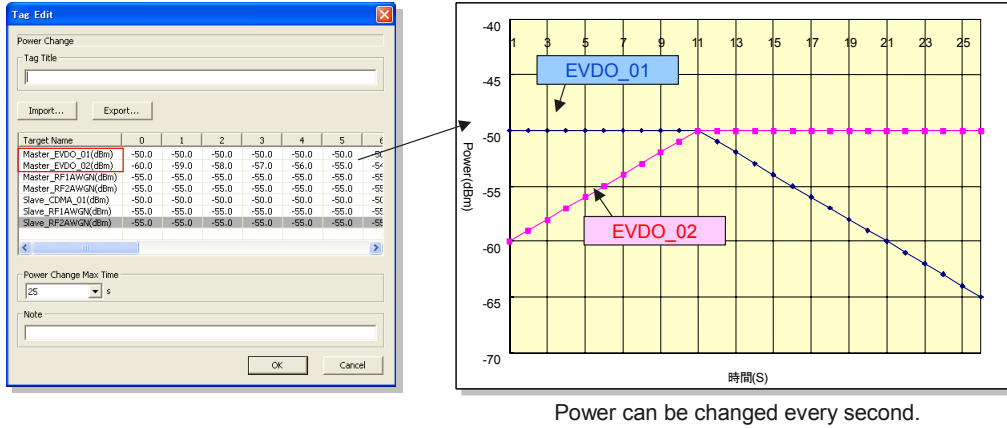 Tag Edit
Power Change
Tag Title
Import... Export...
Target Name 0 1 2 3 4 5 6
Master_EVDO_01(dBm) -50.0 -50.0 -50.0 -50.0 -50.0 -50.0 -50
Master_EVDO_02(dBm) -60.0 -59.0 -58.0 -57.0 -56.0 -55.0 -54
Master_RF1AWGN(dBm) -55.0 -55.0 -55.0 -55.0 -55.0 -55.0 -55
Master_RF2AWGN(dBm) -55.0 -55.0 -55.0 -55.0 -55.0 -55.0 -55
Slave_CDMA_01(dBm) -50.0 -50.0 -50.0 -50.0 -50.0 -50.0 -50
Slave_RF1AWGN(dBm) -55.0 -55.0 -55.0 -55.0 -55.0 -55.0 -55
Slave_RF2AWGN(dBm) -55.0 -55.0 -55.0 -55.0 -55.0 -55.0 -55
Power Change Max Time
25 s
Note
OK Cancel
-40
1 3 5 7 9 11 13 15 17 19 21 23 25
EVDO_01
-45
-50
Power(dBm)
-55
EVDO_02
-60
-65
-70
時間(S)
Power can be changed every second.